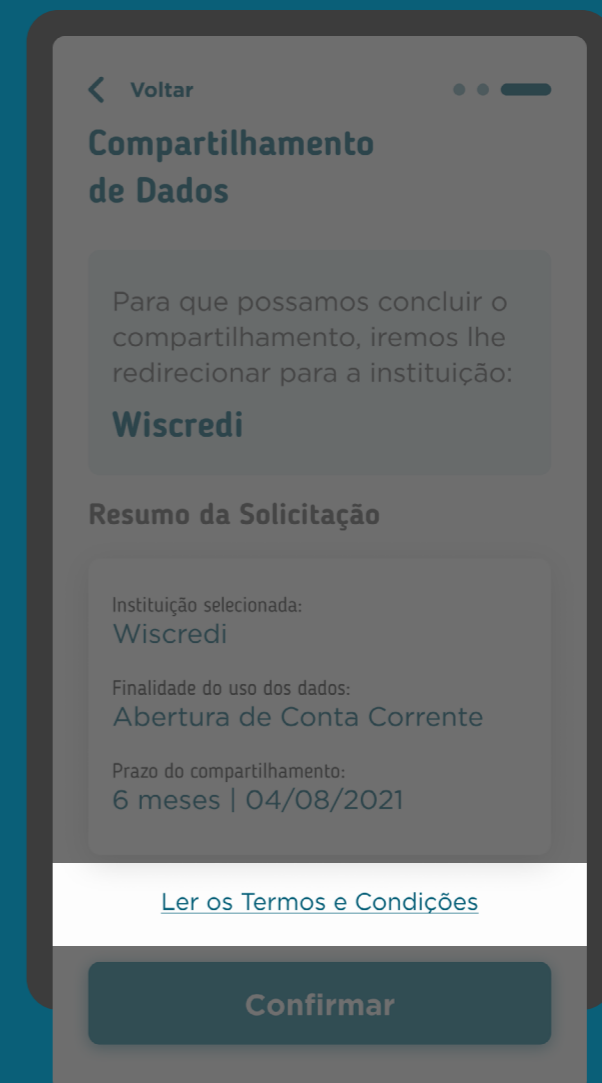 Voltar
Compartilhamento
de Dados
Para que possamos concluir o
compartilhamento, iremos lhe
redirecionar para a instituição:
Wiscredi
Resumo da Solicitação
Instituição selecionada:
Wiscredi
Finalidade do uso dos dados:
Abertura de Conta Corrente
Prazo do compartilhamento:
6 meses | 04/08/2021
Ler os Termos e Condições
Confirmar